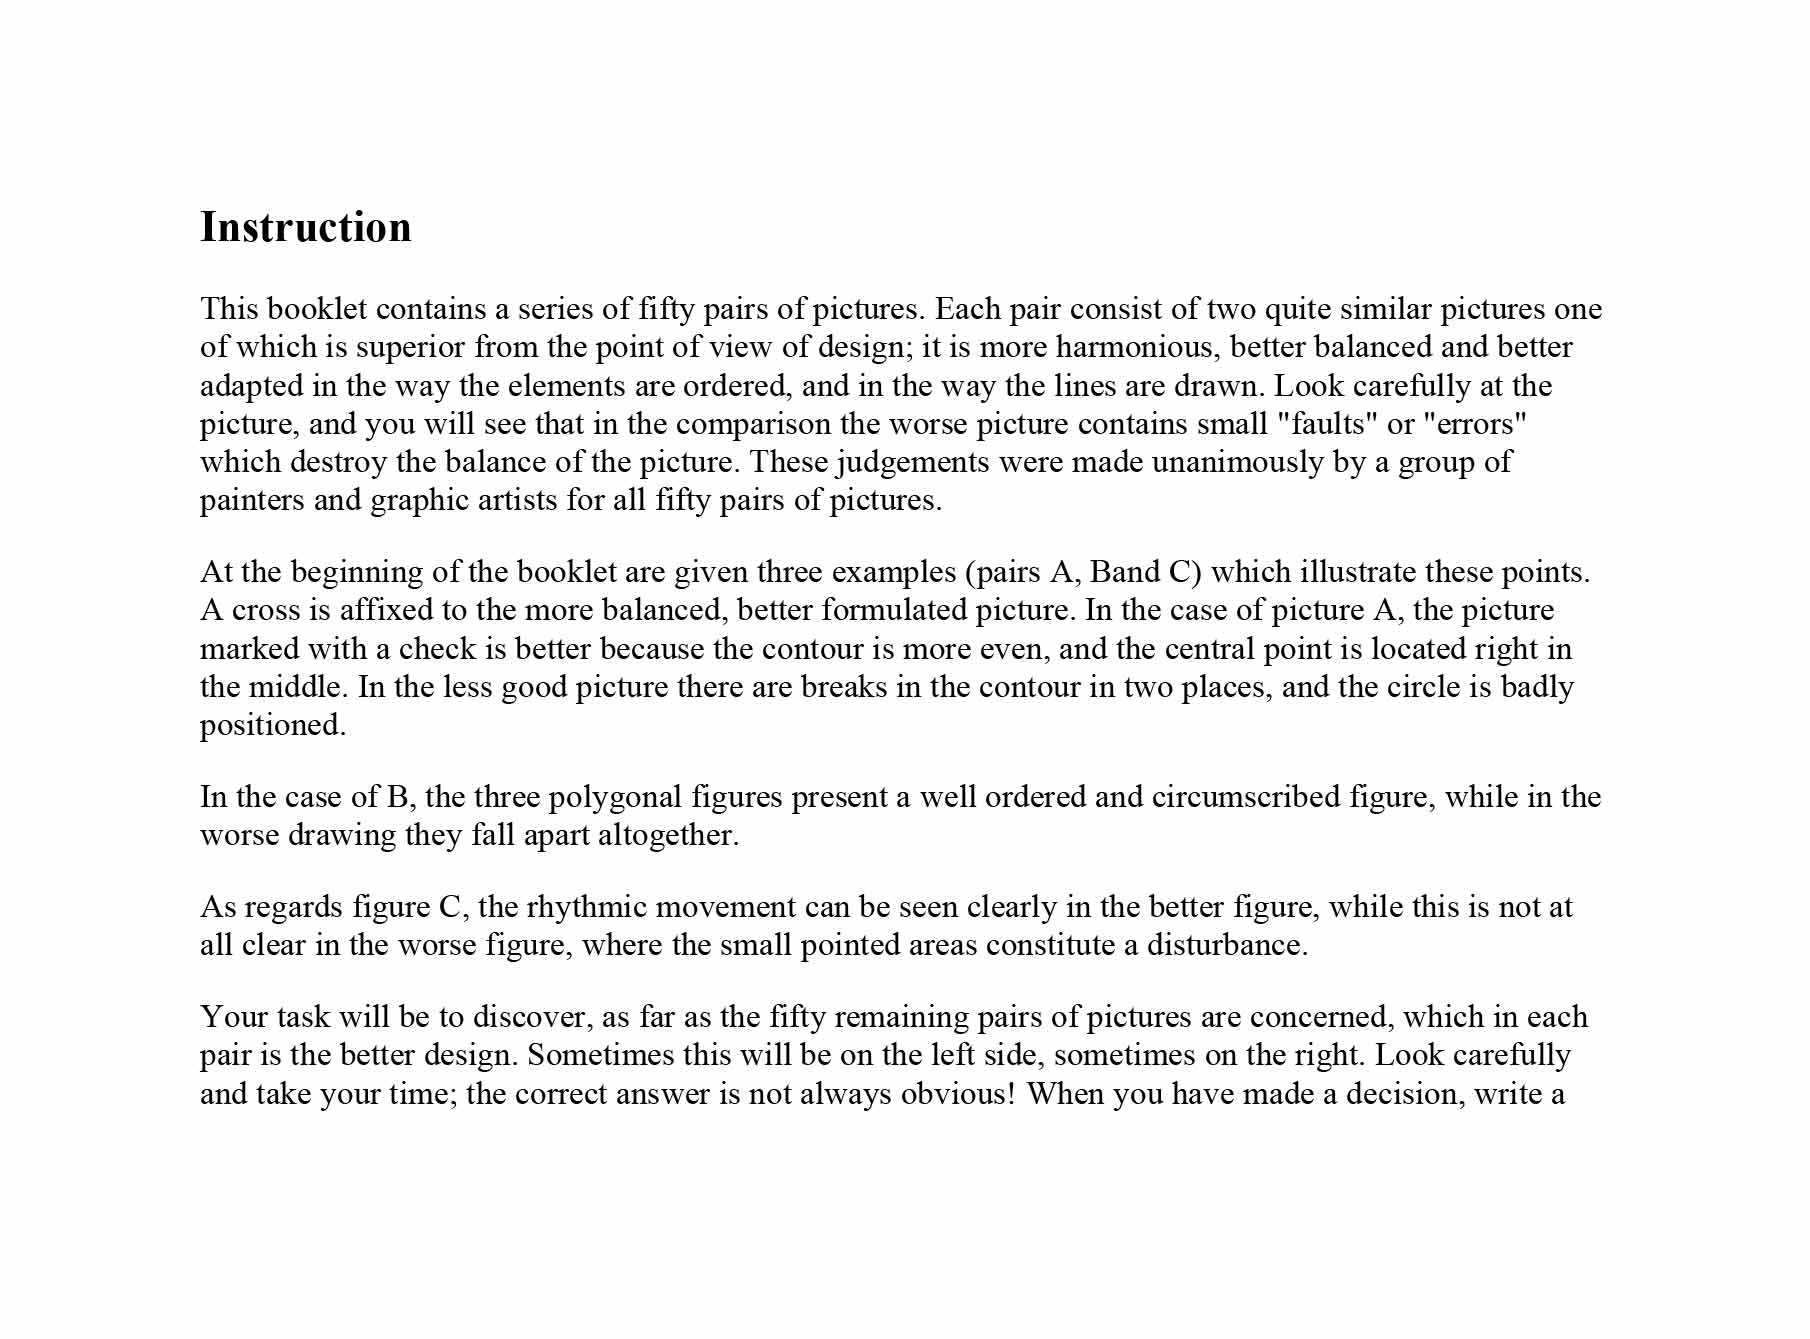 Instruction
This booklet contains a series of fifty pairs of pictures. Each pair consist of two quite similar pictures one
of which is superior from the point of view of design; it is more harmonious, better balanced and better
adapted in the way the elements are ordered, and in the way the lines are drawn. Look carefully at the
picture, and you will see that in the comparison the worse picture contains small "faults" or "errors"
which destroy the balance of the picture. These judgements were made unanimously by a group of
painters and graphic artists for all fifty pairs of pictures.
At the beginning of the booklet are given three examples (pairs A, Band C) which illustrate these points.
A cross is affixed to the more balanced, better formulated picture. In the case of picture A, the picture
marked with a check is better because the contour is more even, and the central point is located right in
the middle. In the less good picture there are breaks in the contour in two places, and the circle is badly
positioned.
In the case of B, the three polygonal figures present a well ordered and circumscribed figure, while in the
worse drawing they fall apart altogether.
As regards figure C, the rhythmic movement can be seen clearly in the better figure, while this is not at
all clear in the worse figure, where the small pointed areas constitute a disturbance.
Your task will be to discover, as far as the fifty remaining pairs of pictures are concerned, which in each
pair is the better design. Sometimes this will be on the left side, sometimes on the right. Look carefully
and take your time; the correct answer is not always obvious! When you have made a decision, write a